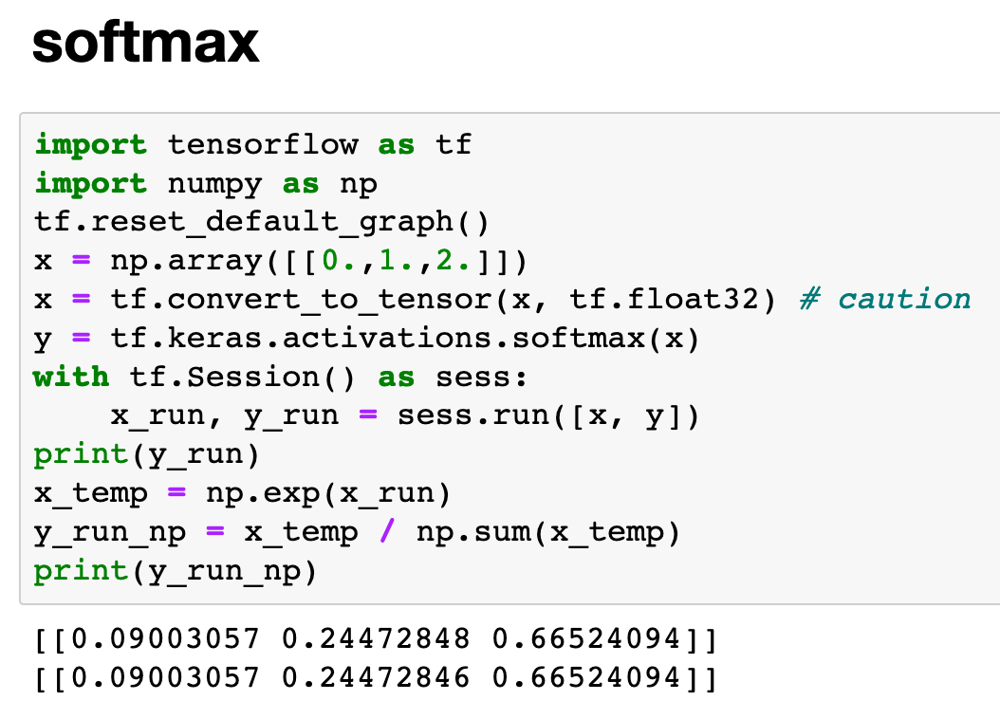 softmax
import tensorflow as tf
import numpy as np
tf.reset_default_graph()
x = np.array([[0.,1.,2.]])
x = tf.convert_to_tensor(x, tf.float32) # caution
y = tf.keras.activations.softmax(x)
with tf.Session() as sess:
    x_run, y_run = sess.run([x, y])
print(y_run)
x_temp = np.exp(x_run)
y_run_np = x_temp / np.sum(x_temp)
print(y_run_np)
[[0.09003057 0.24472848 0.66524094]]
[[0.09003057 0.24472846 0.66524094]]